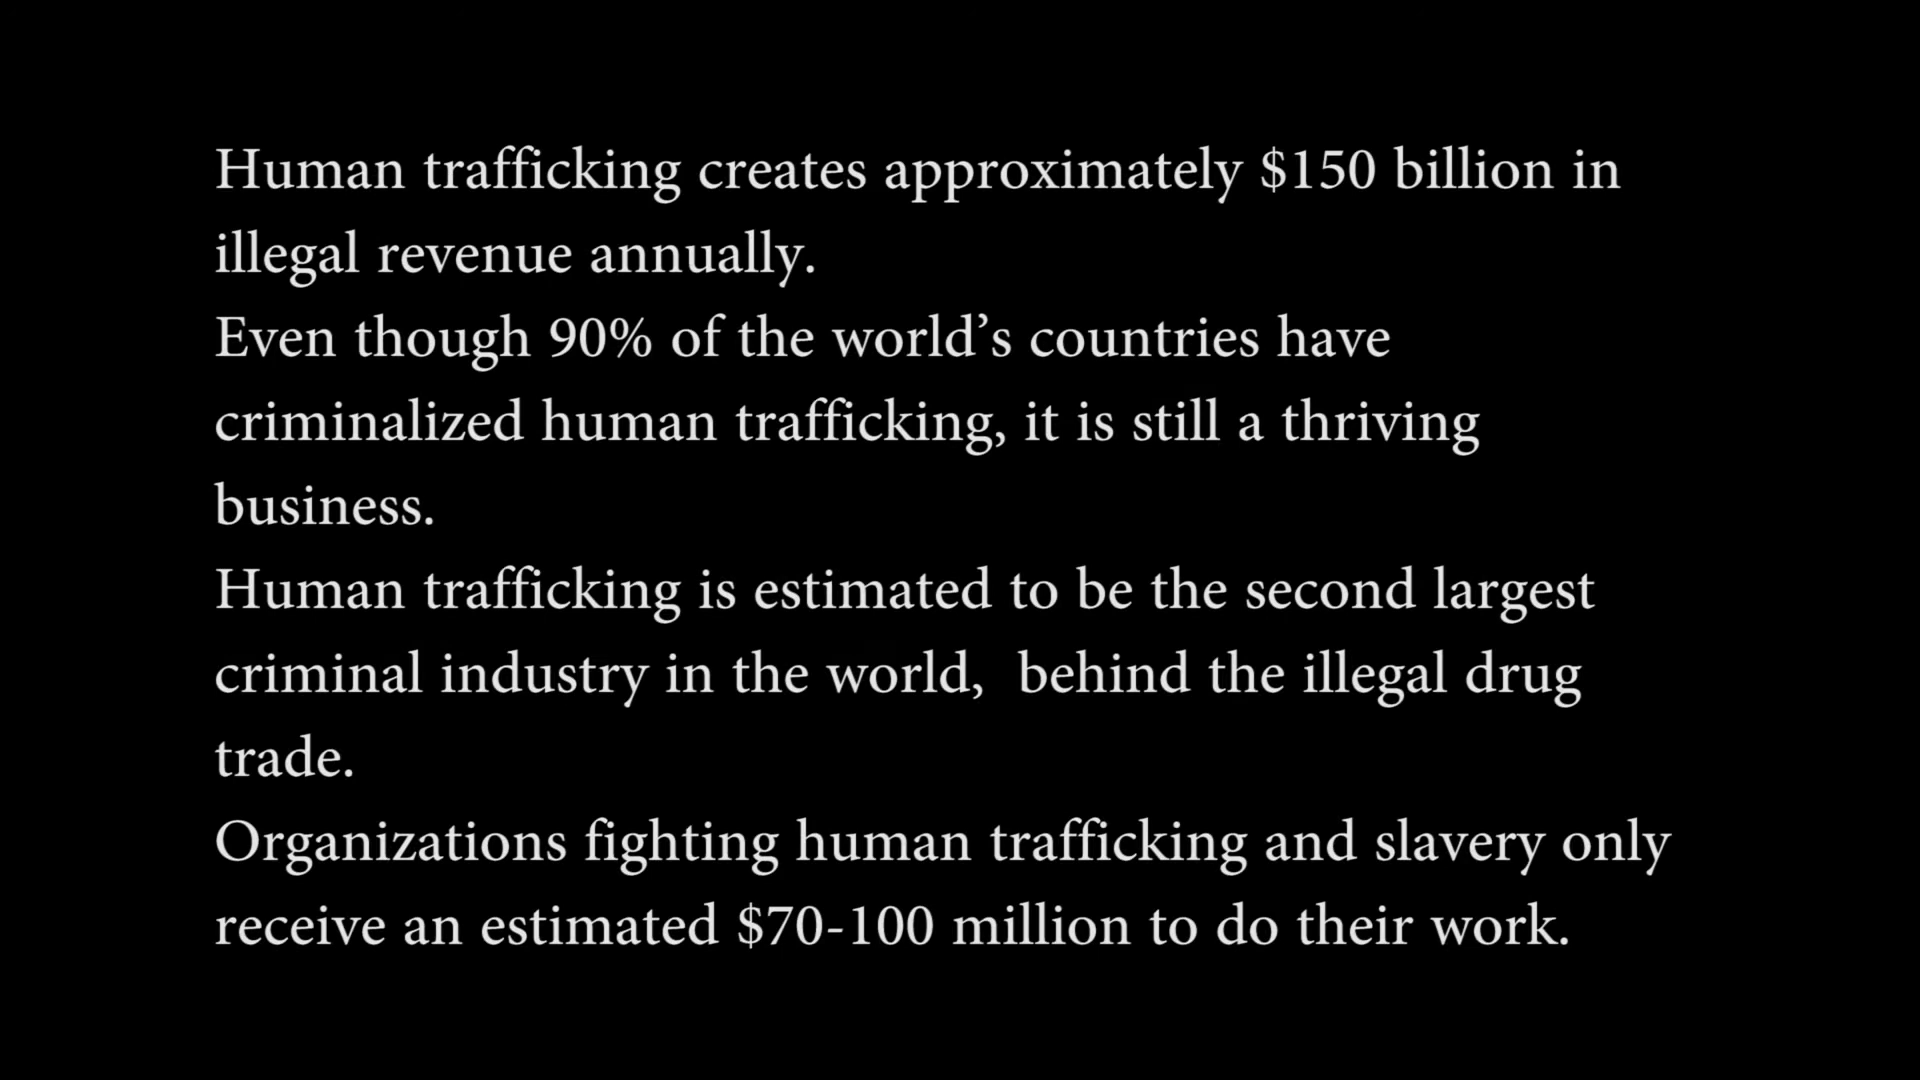 Human trafficking creates approximately $150 billion in
illegal revenue annually.
Even though 90% of the world’s countries have
criminalized human trafficking, it is still a thriving
business.
Human trafficking is estimated to be the second largest
criminal industry in the world,  behind the illegal drug
trade.
Organizations fighting human trafficking and slavery only
receive an estimated $70-100 million to do their work.